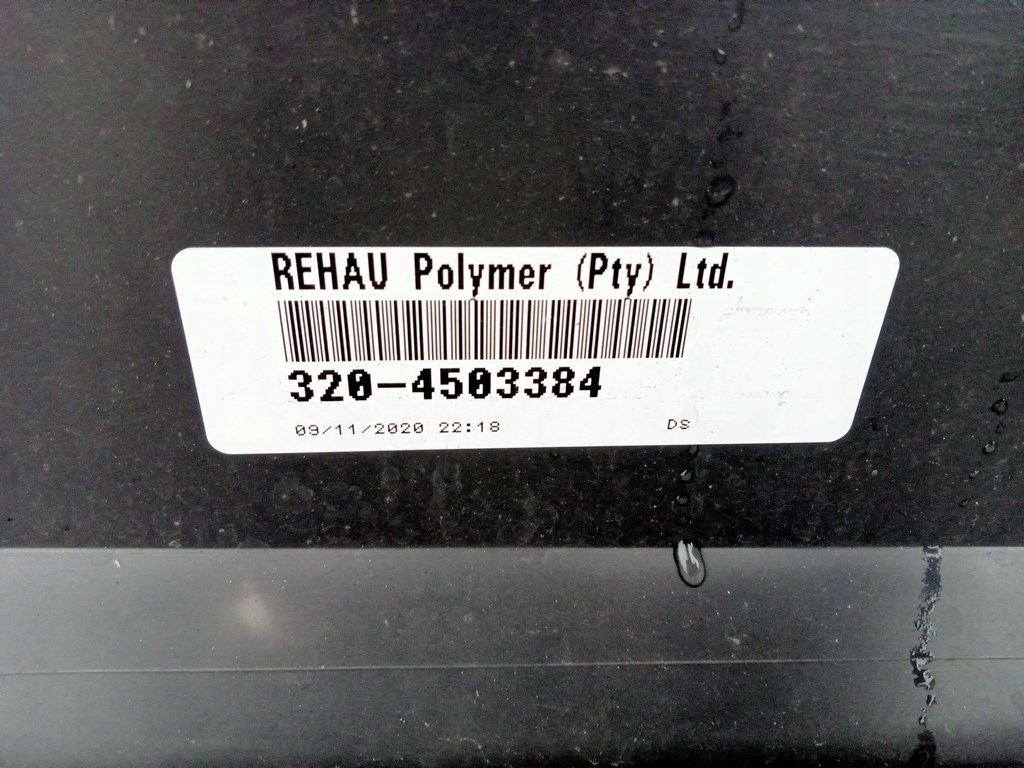 REHAU Polymer (Pty) Ltd.
320-4503384
09/11/2020 22:18 DS